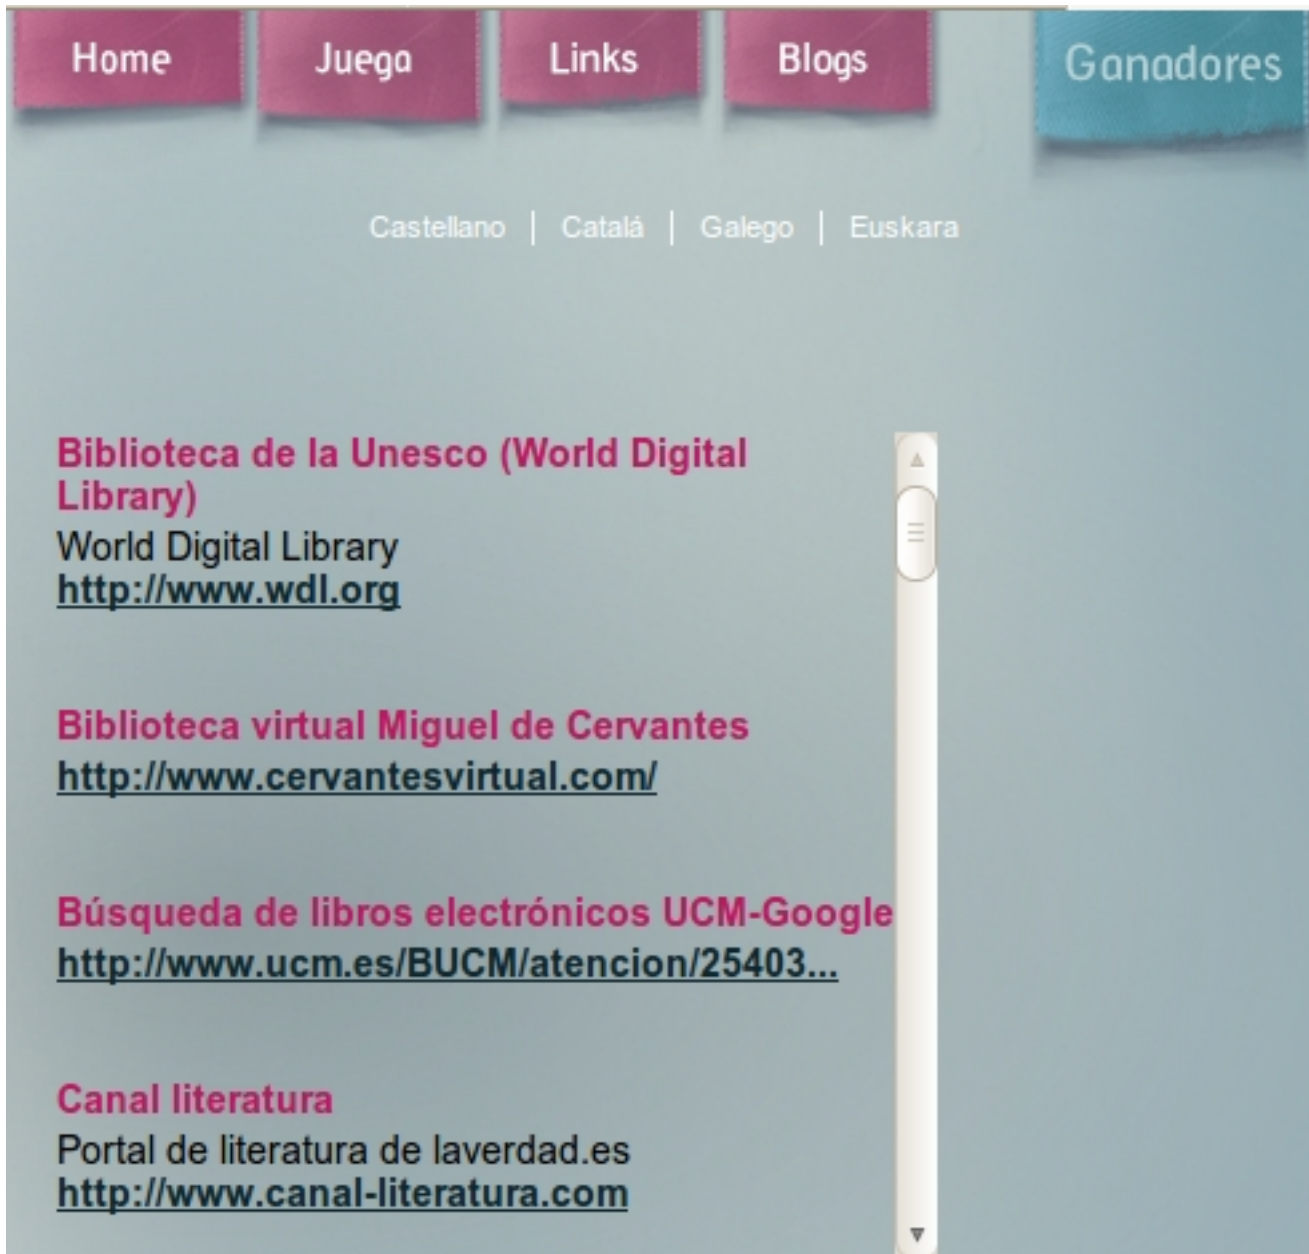 Home Juega Links Blogs Ganadores
Castellano | Catalá | Galego | Euskara
Biblioteca de la Unesco (World Digital
Library)
World Digital Library
http://www.wdl.org
Biblioteca virtual Miguel de Cervantes
http://www.cervantesvirtual.com/
Búsqueda de libros electrónicos UCM-Google
http://www.ucm.es/BUCM/atencion/25403...
Canal literatura
Portal de literatura de laverdad.es
http://www.canal-literatura.com